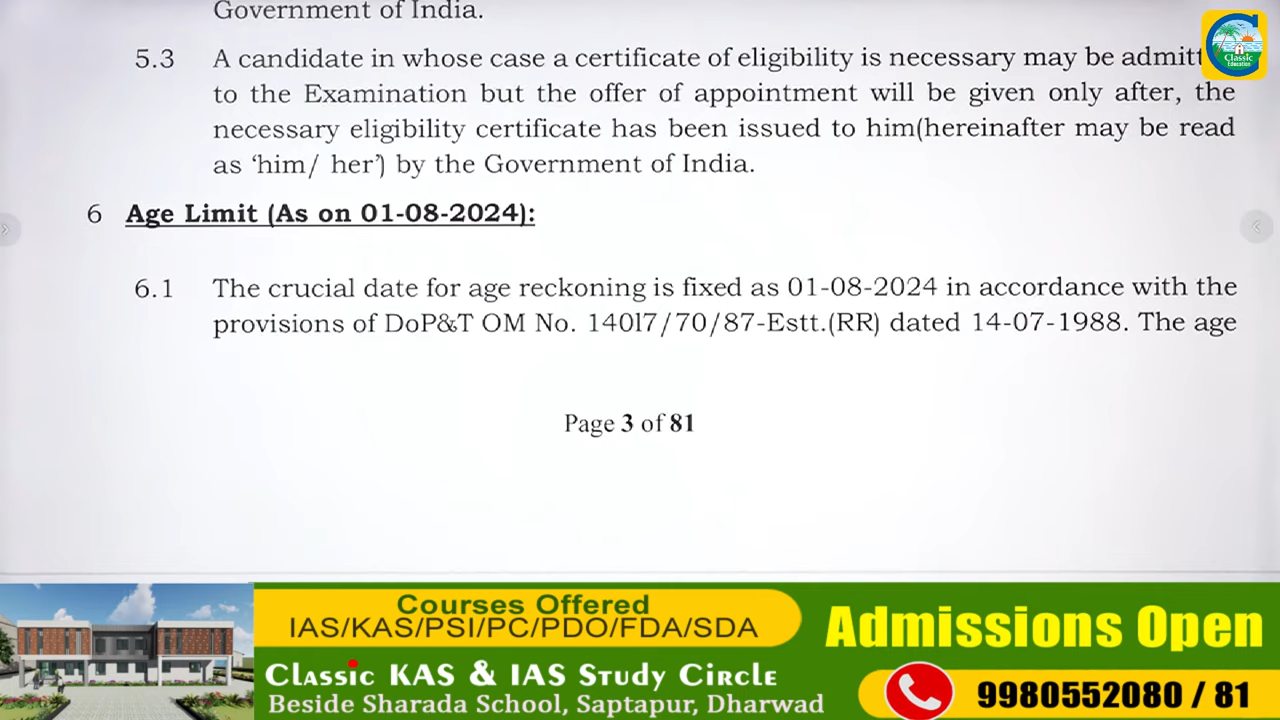 Government of India.
5.3 A candidate in whose case a certificate of eligibility is necessary may be admitt
to the Examination but the offer of appointment will be given only after, the
necessary eligibility certificate has been issued to him(hereinafter may be read
as ‘him/ her’) by the Government of India.
6 Age Limit (As on 01-08-2024):
6.1 The crucial date for age reckoning is fixed as 01-08-2024 in accordance with the
provisions of DoP&T OM No. 140l7/70/87-Estt.(RR) dated 14-07-1988. The age
Page 3 of 81
Classic
Education
Courses Offered
IAS/KAS/PSI/PC/PDO/FDA/SDA
Classic KAS & IAS Study Circle
Beside Sharada School, Saptapur, Dharwad
Admissions Open
9980552080 / 81